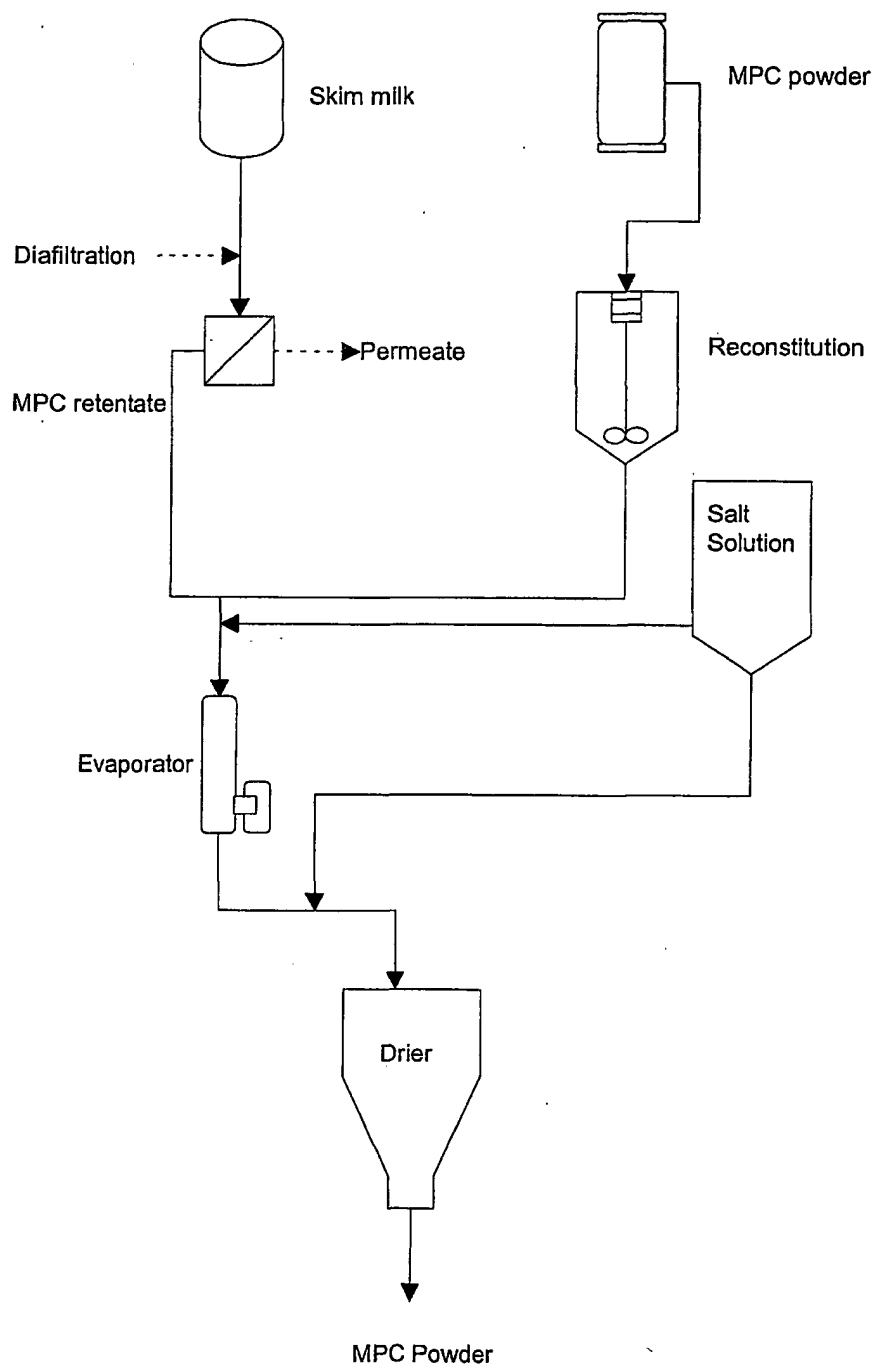 Skim milk
MPC powder
Diafiltration
Permeate
MPC retentate
Reconstitution
Salt
Solution
Evaporator
Drier
MPC Powder